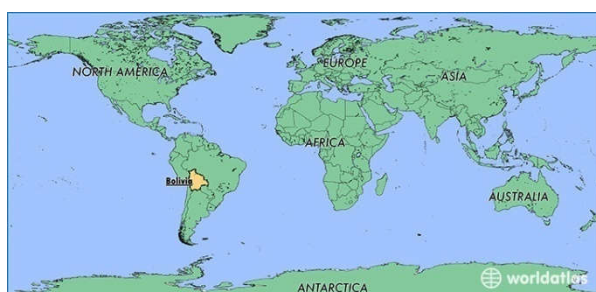 NORTH AMERICA
EUROPE
ASIA
AFRICA
Bolivia
AUSTRALIA
ANTARCTICA
worldatlas